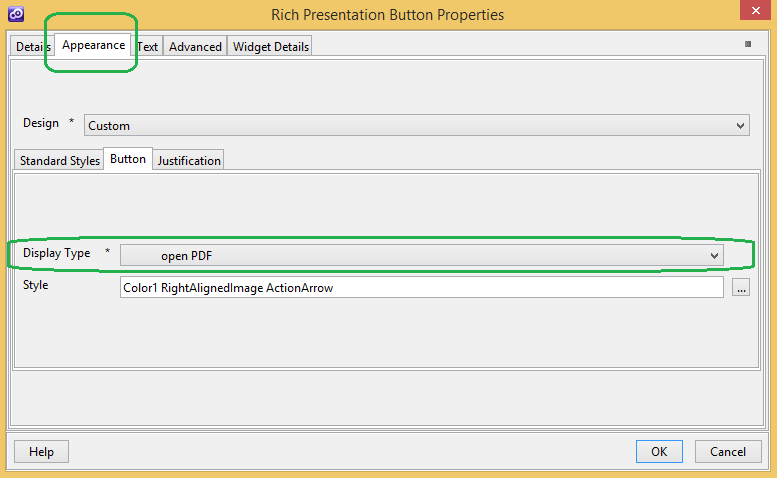 Rich Presentation Button Properties
Details Appearance Text Advanced Widget Details
Design * Custom
Standard Styles Button Justification
Display Type * open PDF
Style Color1 RightAlignedImage ActionArrow ...
Help OK Cancel